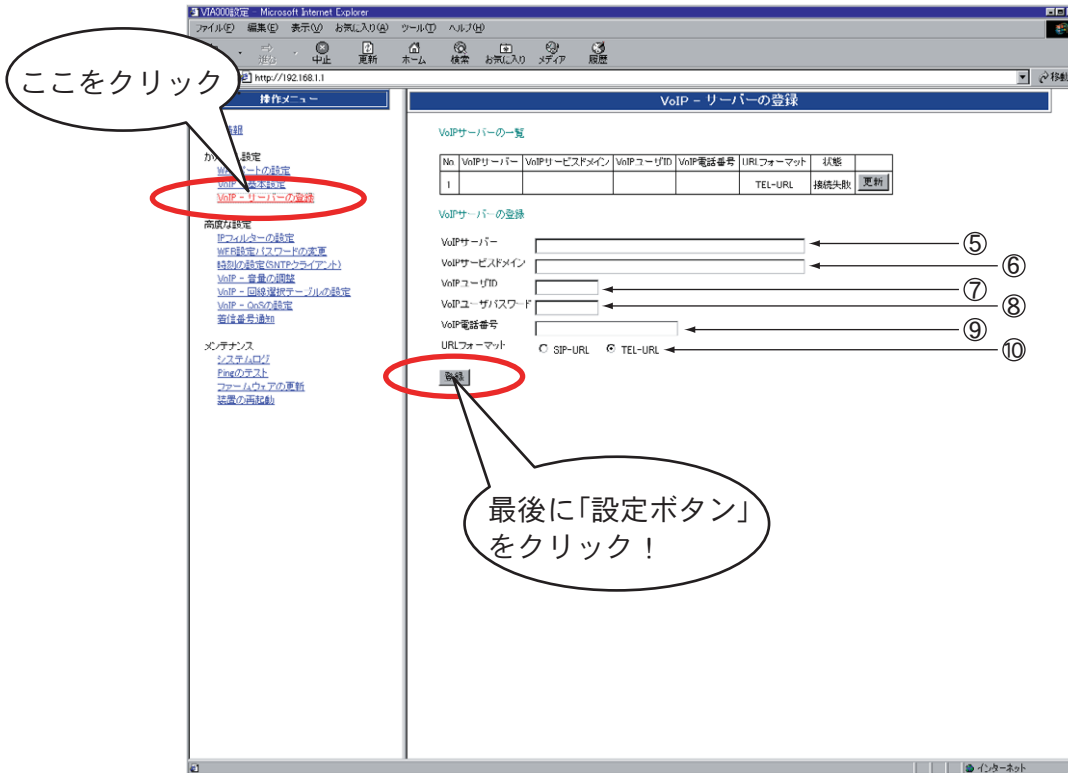 VIA300設定 - Microsoft Internet Explorer
ファイル(F) 編集(E) 表示(V) お気に入り(A) ツール(T) ヘルプ(H)
進む 中止 更新 ホーム 検索 お気に入り メディア 履歴
http://192.168.1.1
移動
ここをクリック
操作メニュー
WANポートの設定
VoIP - 基本設定
VoIP - サーバーの登録
高度な設定
IPフィルターの設定
WEB設定パスワードの変更
時刻の設定(SNTPクライアント)
VoIP - 音量の調整
VoIP - 回線選択テーブルの設定
VoIP - QoSの設定
着信番号通知
メンテナンス
システムログ
Pingのテスト
ファームウェアの更新
装置の再起動
VoIP - サーバーの登録
VoIPサーバーの一覧
No VoIPサーバー VoIPサービスドメイン VoIPユーザID VoIP電話番号 URLフォーマット 状態
1 TEL-URL 接続失敗 更新
VoIPサーバーの登録
VoIPサーバー ⑤
VoIPサービスドメイン ⑥
VoIPユーザID ⑦
VoIPユーザパスワード ⑧
VoIP電話番号 ⑨
URLフォーマット SIP-URL TEL-URL ⑩
登録
最後に「設定ボタン」
をクリック！
インターネット